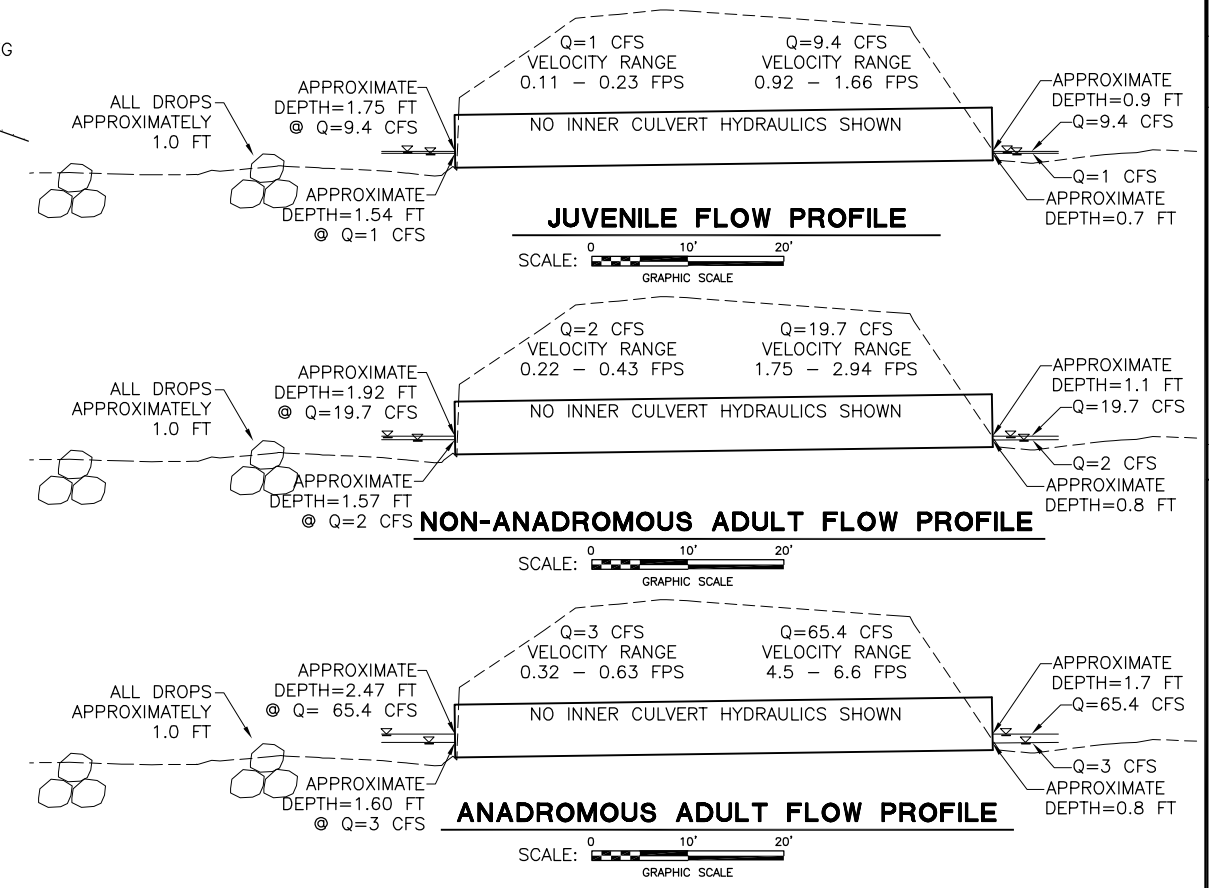 G
Q=1 CFS
VELOCITY RANGE
0.11 – 0.23 FPS
Q=9.4 CFS
VELOCITY RANGE
0.92 – 1.66 FPS
ALL DROPS
APPROXIMATELY
1.0 FT
APPROXIMATE
DEPTH=1.75 FT
@ Q=9.4 CFS
APPROXIMATE
DEPTH=0.9 FT
Q=9.4 CFS
NO INNER CULVERT HYDRAULICS SHOWN
APPROXIMATE
DEPTH=1.54 FT
@ Q=1 CFS
Q=1 CFS
APPROXIMATE
DEPTH=0.7 FT
JUVENILE FLOW PROFILE
SCALE: 0 10' 20'
GRAPHIC SCALE
Q=2 CFS
VELOCITY RANGE
0.22 – 0.43 FPS
Q=19.7 CFS
VELOCITY RANGE
1.75 – 2.94 FPS
ALL DROPS
APPROXIMATELY
1.0 FT
APPROXIMATE
DEPTH=1.92 FT
@ Q=19.7 CFS
APPROXIMATE
DEPTH=1.1 FT
Q=19.7 CFS
NO INNER CULVERT HYDRAULICS SHOWN
APPROXIMATE
DEPTH=1.57 FT
@ Q=2 CFS
Q=2 CFS
APPROXIMATE
DEPTH=0.8 FT
NON-ANADROMOUS ADULT FLOW PROFILE
SCALE: 0 10' 20'
GRAPHIC SCALE
Q=3 CFS
VELOCITY RANGE
0.32 – 0.63 FPS
Q=65.4 CFS
VELOCITY RANGE
4.5 – 6.6 FPS
ALL DROPS
APPROXIMATELY
1.0 FT
APPROXIMATE
DEPTH=2.47 FT
@ Q= 65.4 CFS
APPROXIMATE
DEPTH=1.7 FT
Q=65.4 CFS
NO INNER CULVERT HYDRAULICS SHOWN
APPROXIMATE
DEPTH=1.60 FT
@ Q=3 CFS
Q=3 CFS
APPROXIMATE
DEPTH=0.8 FT
ANADROMOUS ADULT FLOW PROFILE
SCALE: 0 10' 20'
GRAPHIC SCALE